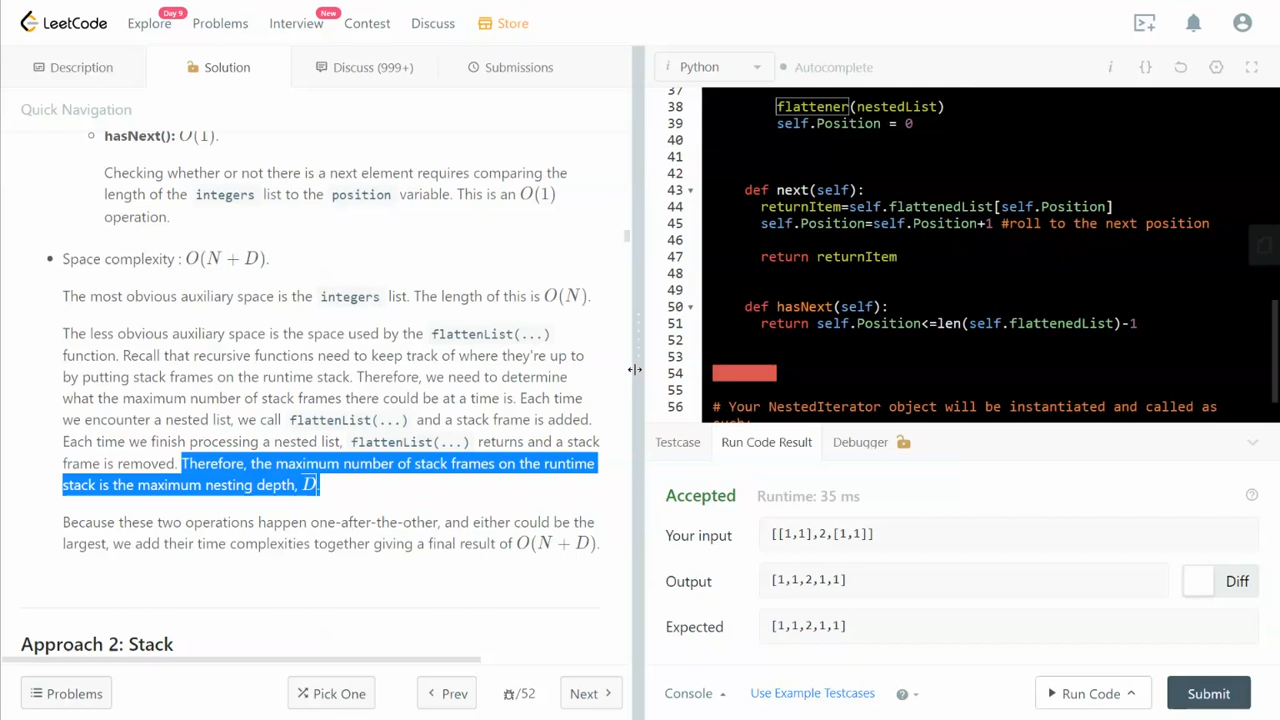 LeetCode
Explore
Day 9
Problems
Interview
New
Contest
Discuss
Store
Description
Solution
Discuss (999+)
Submissions
Quick Navigation
hasNext(): O(1).
Checking whether or not there is a next element requires comparing the
length of the integers list to the position variable. This is an O(1)
operation.
Space complexity : O(N + D).
The most obvious auxiliary space is the integers list. The length of this is O(N).
The less obvious auxiliary space is the space used by the flattenList(...)
function. Recall that recursive functions need to keep track of where they're up to
by putting stack frames on the runtime stack. Therefore, we need to determine
what the maximum number of stack frames there could be at a time is. Each time
we encounter a nested list, we call flattenList(...) and a stack frame is added.
Each time we finish processing a nested list, flattenList(...) returns and a stack
frame is removed. Therefore, the maximum number of stack frames on the runtime
stack is the maximum nesting depth, D.
Because these two operations happen one-after-the-other, and either could be the
largest, we add their time complexities together giving a final result of O(N + D).
Approach 2: Stack
Problems
Pick One
Prev
/52
Next
i Python
Autocomplete
37
38 flattener(nestedList)
39 self.Position = 0
40
41
42
43 def next(self):
44 returnItem=self.flattenedList[self.Position]
45 self.Position=self.Position+1 #roll to the next position
46
47 return returnItem
48
49
50 def hasNext(self):
51 return self.Position<=len(self.flattenedList)-1
52
53
54
55
56 # Your NestedIterator object will be instantiated and called as
such:
Testcase
Run Code Result
Debugger
Accepted
Runtime: 35 ms
Your input
[[1,1],2,[1,1]]
Output
[1,1,2,1,1]
Diff
Expected
[1,1,2,1,1]
Console
Use Example Testcases
Run Code
Submit